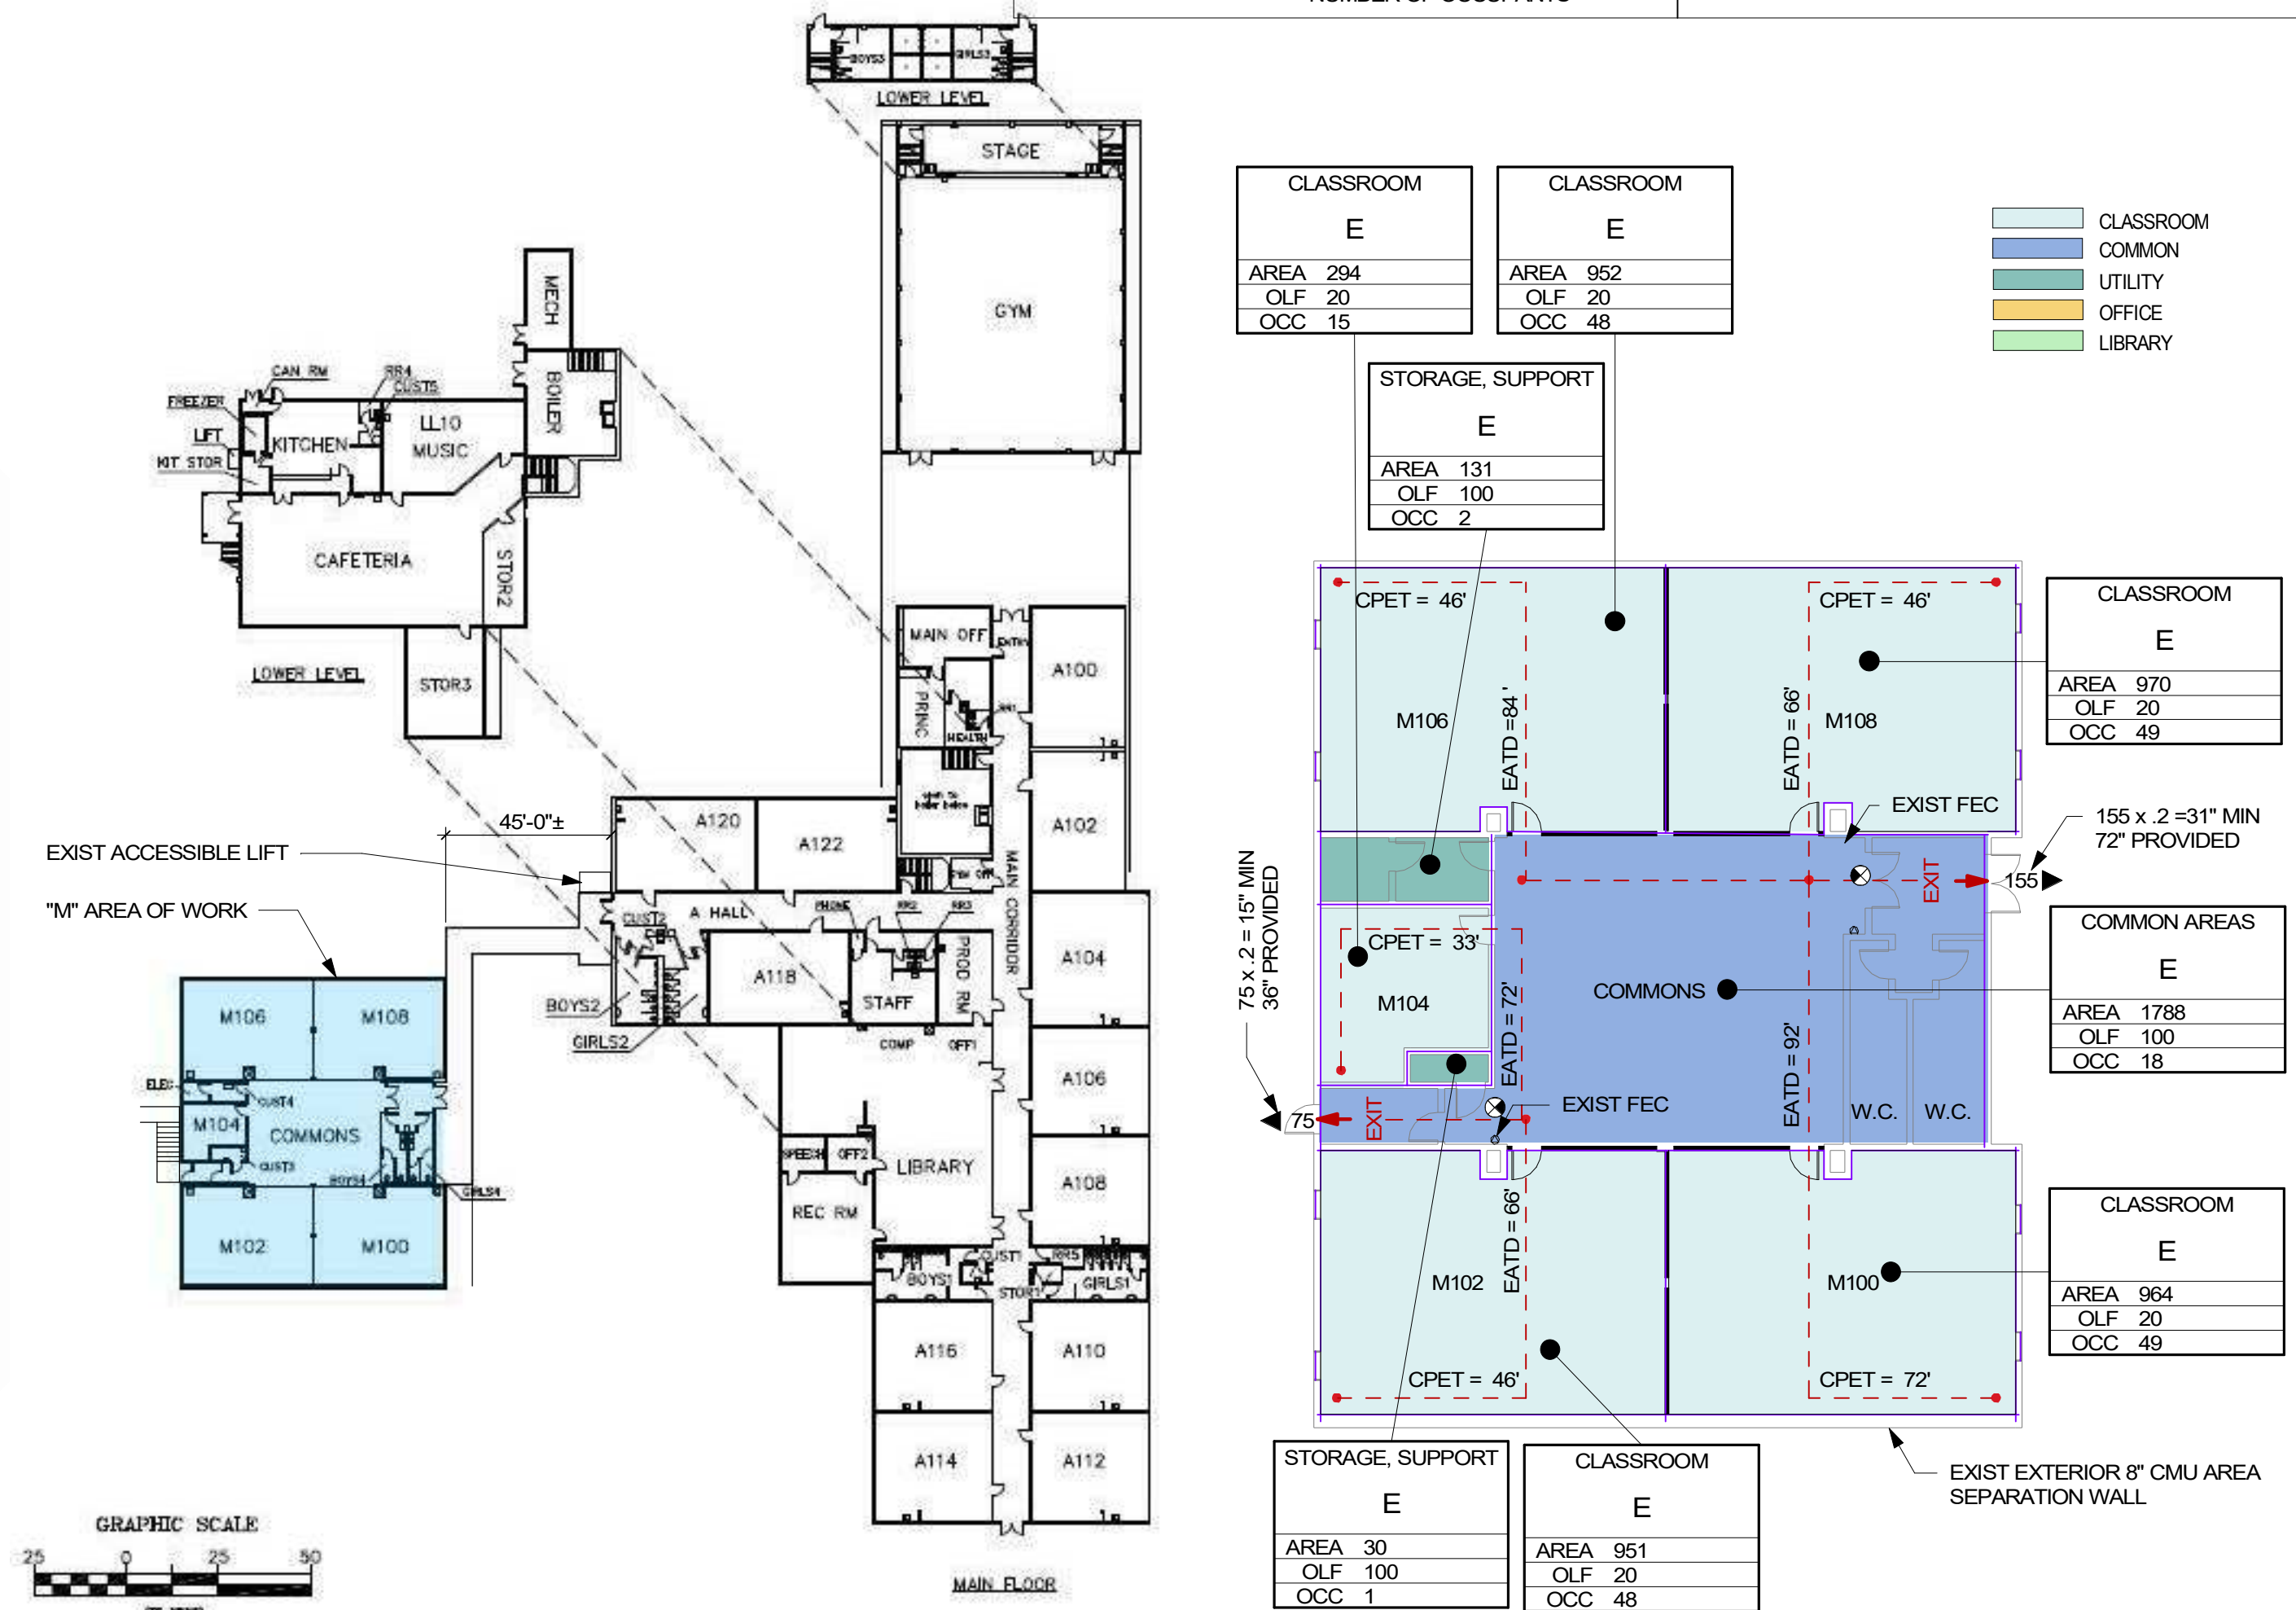 LOWER LEVEL
BOYS3
GIRLS3
STAGE
GYM
MECH
BOILER
CAN RM
RR4
CUST5
FREEZER
LIFT
KIT STOR
KITCHEN
LL10
MUSIC
CAFETERIA
STOR2
STOR3
LOWER LEVEL
MAIN OFF
ENTRY
A100
PRINC
HEALTH
RR1
A102
45'-0"±
A120
A122
EXIST ACCESSIBLE LIFT
"M" AREA OF WORK
MAIN CORRIDOR
CUST2
A HALL
PHONE
RR2
RR3
A118
STAFF
PROD RM
A104
BOYS2
GIRLS2
COMP
OFF1
A106
M106
M108
ELEC
CUST4
M104
COMMONS
CUST3
BOYS4
GIRLS4
M102
M100
SPEECH
OFF2
LIBRARY
A108
REC RM
CUST1
RR5
BOYS1
STOR1
GIRLS1
A116
A110
A114
A112
MAIN FLOOR
GRAPHIC SCALE
25 0 25 50
CLASSROOM
E
AREA 294
OLF 20
OCC 15
CLASSROOM
E
AREA 952
OLF 20
OCC 48
CLASSROOM
COMMON
UTILITY
OFFICE
LIBRARY
STORAGE, SUPPORT
E
AREA 131
OLF 100
OCC 2
CPET = 46'
CPET = 46'
M106
EATD =84 '
EATD = 66'
M108
CLASSROOM
E
AREA 970
OLF 20
OCC 49
EXIST FEC
155 x .2 =31" MIN
72" PROVIDED
EXIT
155
75 x .2 = 15" MIN
36" PROVIDED
CPET = 33'
M104
COMMONS
EATD = 72'
EATD = 92'
COMMON AREAS
E
AREA 1788
OLF 100
OCC 18
75
EXIT
EXIST FEC
W.C.
W.C.
M102
EATD = 66'
M100
CPET = 46'
CPET = 72'
CLASSROOM
E
AREA 964
OLF 20
OCC 49
STORAGE, SUPPORT
E
AREA 30
OLF 100
OCC 1
CLASSROOM
E
AREA 951
OLF 20
OCC 48
EXIST EXTERIOR 8" CMU AREA
SEPARATION WALL